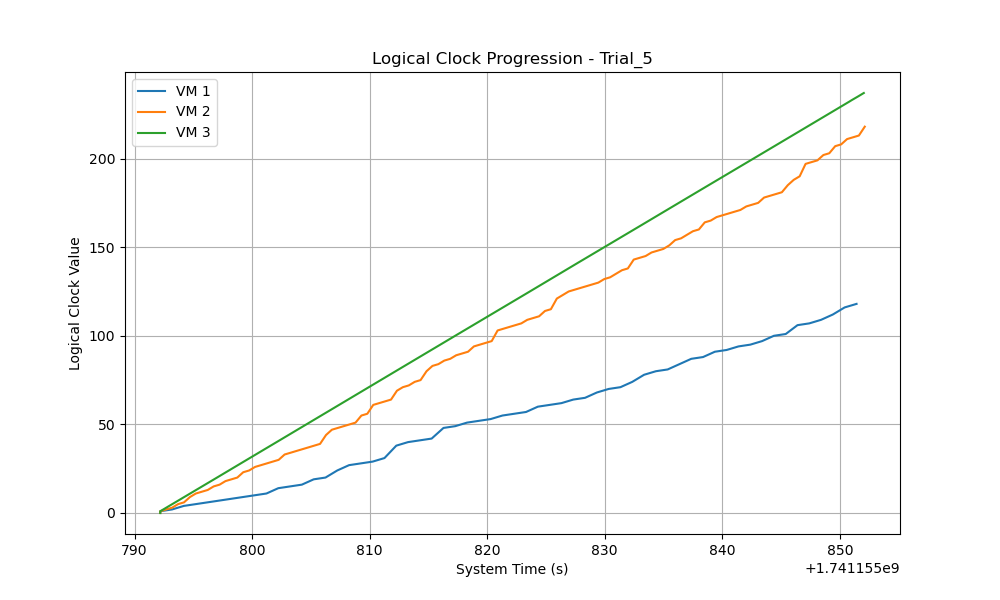 Logical Clock Progression - Trial_5
VM 1
VM 2
VM 3
Logical Clock Value
200
150
100
50
0
790 800 810 820 830 840 850
System Time (s)
+1.741155e9